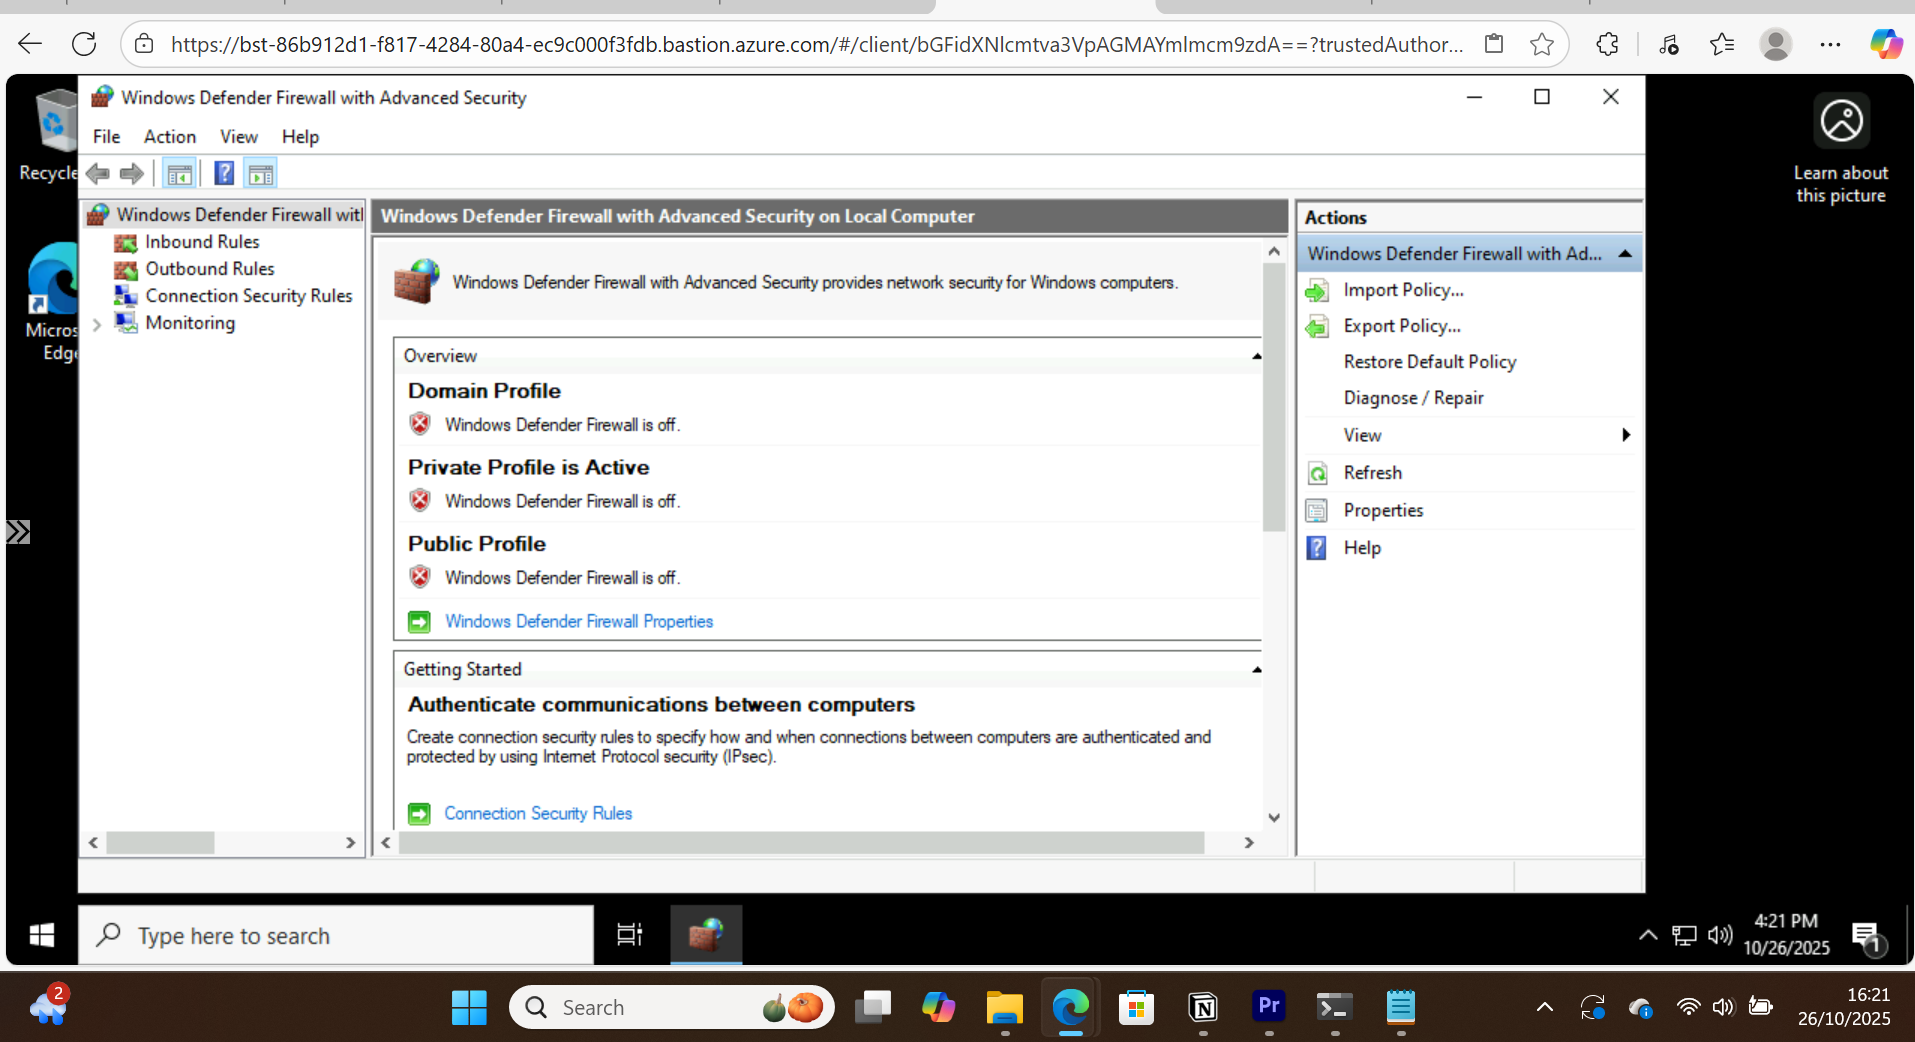 https://bst-86b912d1-f817-4284-80a4-ec9c000f3fdb.bastion.azure.com/#/client/bGFidXNlcmtva3VpAGMAYmlmcm9zdA==?trustedAuthor...
Windows Defender Firewall with Advanced Security
File Action View Help
Recycle
Learn about
this picture
Micros
Edge
Windows Defender Firewall with
Inbound Rules
Outbound Rules
Connection Security Rules
Monitoring
Windows Defender Firewall with Advanced Security on Local Computer
Windows Defender Firewall with Advanced Security provides network security for Windows computers.
Overview
Domain Profile
Windows Defender Firewall is off.
Private Profile is Active
Windows Defender Firewall is off.
Public Profile
Windows Defender Firewall is off.
Windows Defender Firewall Properties
Getting Started
Authenticate communications between computers
Create connection security rules to specify how and when connections between computers are authenticated and
protected by using Internet Protocol security (IPsec).
Connection Security Rules
Actions
Windows Defender Firewall with Ad...
Import Policy...
Export Policy...
Restore Default Policy
Diagnose / Repair
View
Refresh
Properties
Help
Type here to search
4:21 PM
10/26/2025
1
2
Search
Pr
16:21
26/10/2025